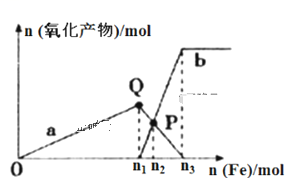 n (氧化产物)/mol
Q
b
a
P
O
n₁ n₂ n₃
n (Fe)/mol